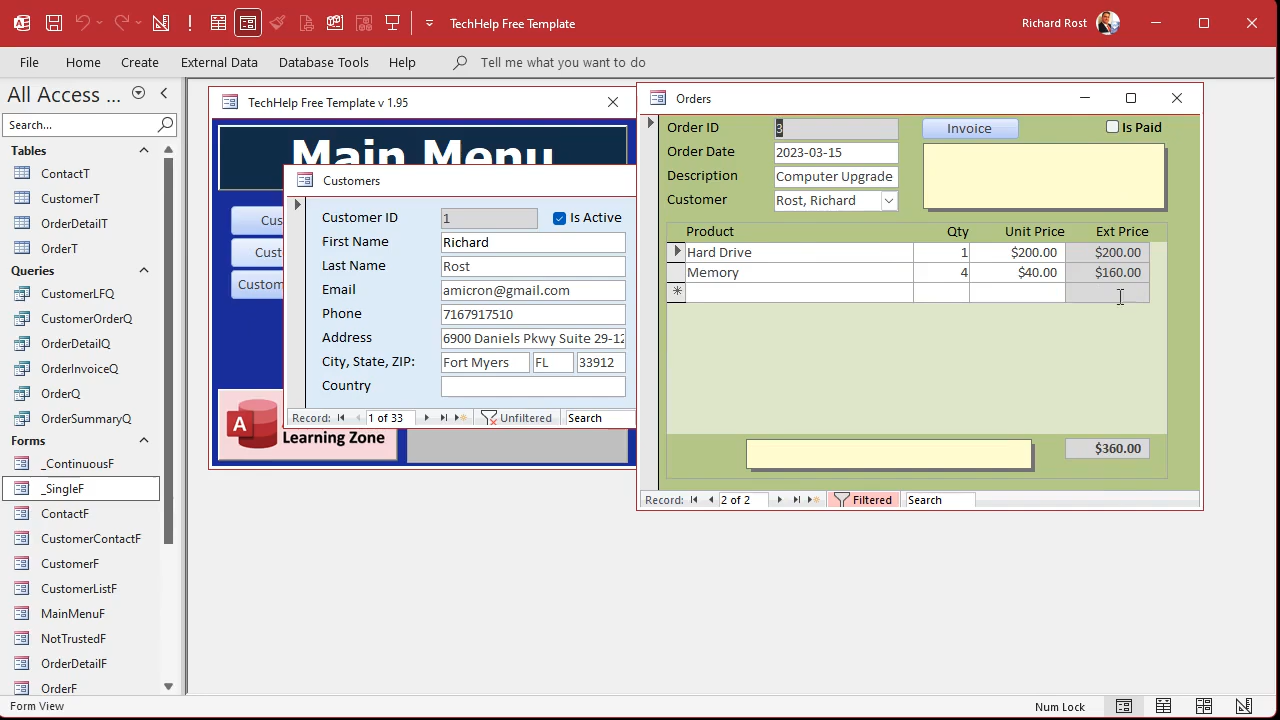 TechHelp Free Template
Richard Rost
File Home Create External Data Database Tools Help Tell me what you want to do
All Access ...
Search...
Tables
ContactT
CustomerT
OrderDetailT
OrderT
Queries
CustomerLFQ
CustomerOrderQ
OrderDetailQ
OrderInvoiceQ
OrderQ
OrderSummaryQ
Forms
_ContinuousF
_SingleF
ContactF
CustomerContactF
CustomerF
CustomerListF
MainMenuF
NotTrustedF
OrderDetailF
OrderF
TechHelp Free Template v 1.95
Main Menu
Cus
Cust
Custom
A
Learning Zone
Customers
Customer ID 1 Is Active
First Name Richard
Last Name Rost
Email amicron@gmail.com
Phone 7167917510
Address 6900 Daniels Pkwy Suite 29-12
City, State, ZIP: Fort Myers FL 33912
Country
Record: 1 of 33 Unfiltered Search
Orders
Order ID 3 Invoice Is Paid
Order Date 2023-03-15
Description Computer Upgrade
Customer Rost, Richard
Product Qty Unit Price Ext Price
Hard Drive 1 $200.00 $200.00
Memory 4 $40.00 $160.00
$360.00
Record: 2 of 2 Filtered Search
Form View Num Lock